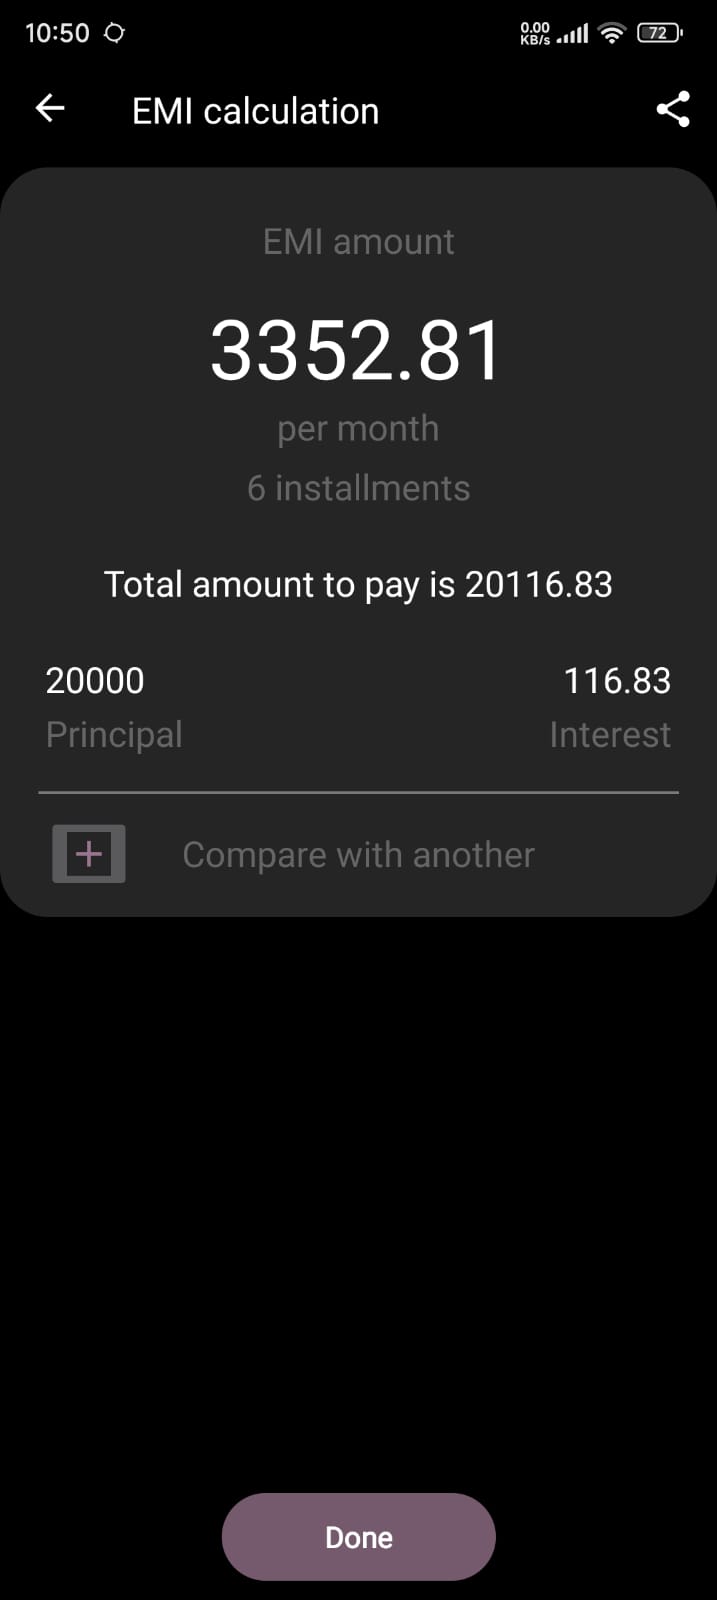 10:50
0.00
KB/s
72
EMI calculation
EMI amount
3352.81
per month
6 installments
Total amount to pay is 20116.83
20000 116.83
Principal Interest
Compare with another
Done